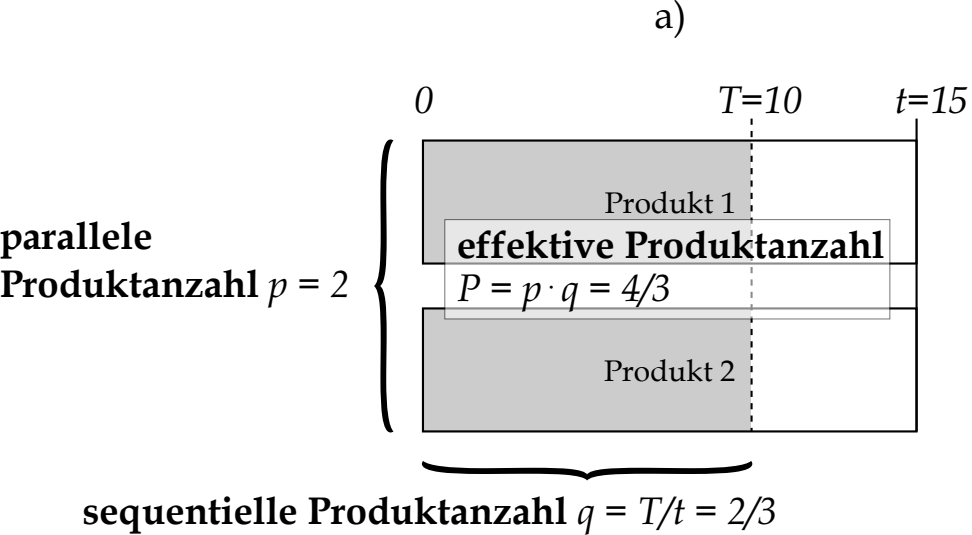 a)
0 T=10 t=15
Produkt 1
parallele
Produktanzahl p = 2
effektive Produktanzahl
P = p · q = 4/3
Produkt 2
sequentielle Produktanzahl q = T/t = 2/3